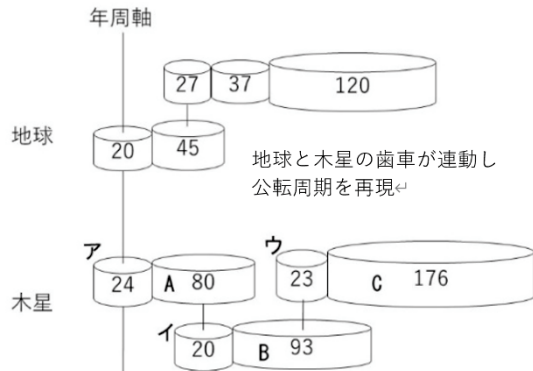 年周軸
27 37 120
地球
20 45
地球と木星の歯車が連動し
公転周期を再現↵
ア
ウ
24 A 80
23 C 176
木星
イ
20 B 93